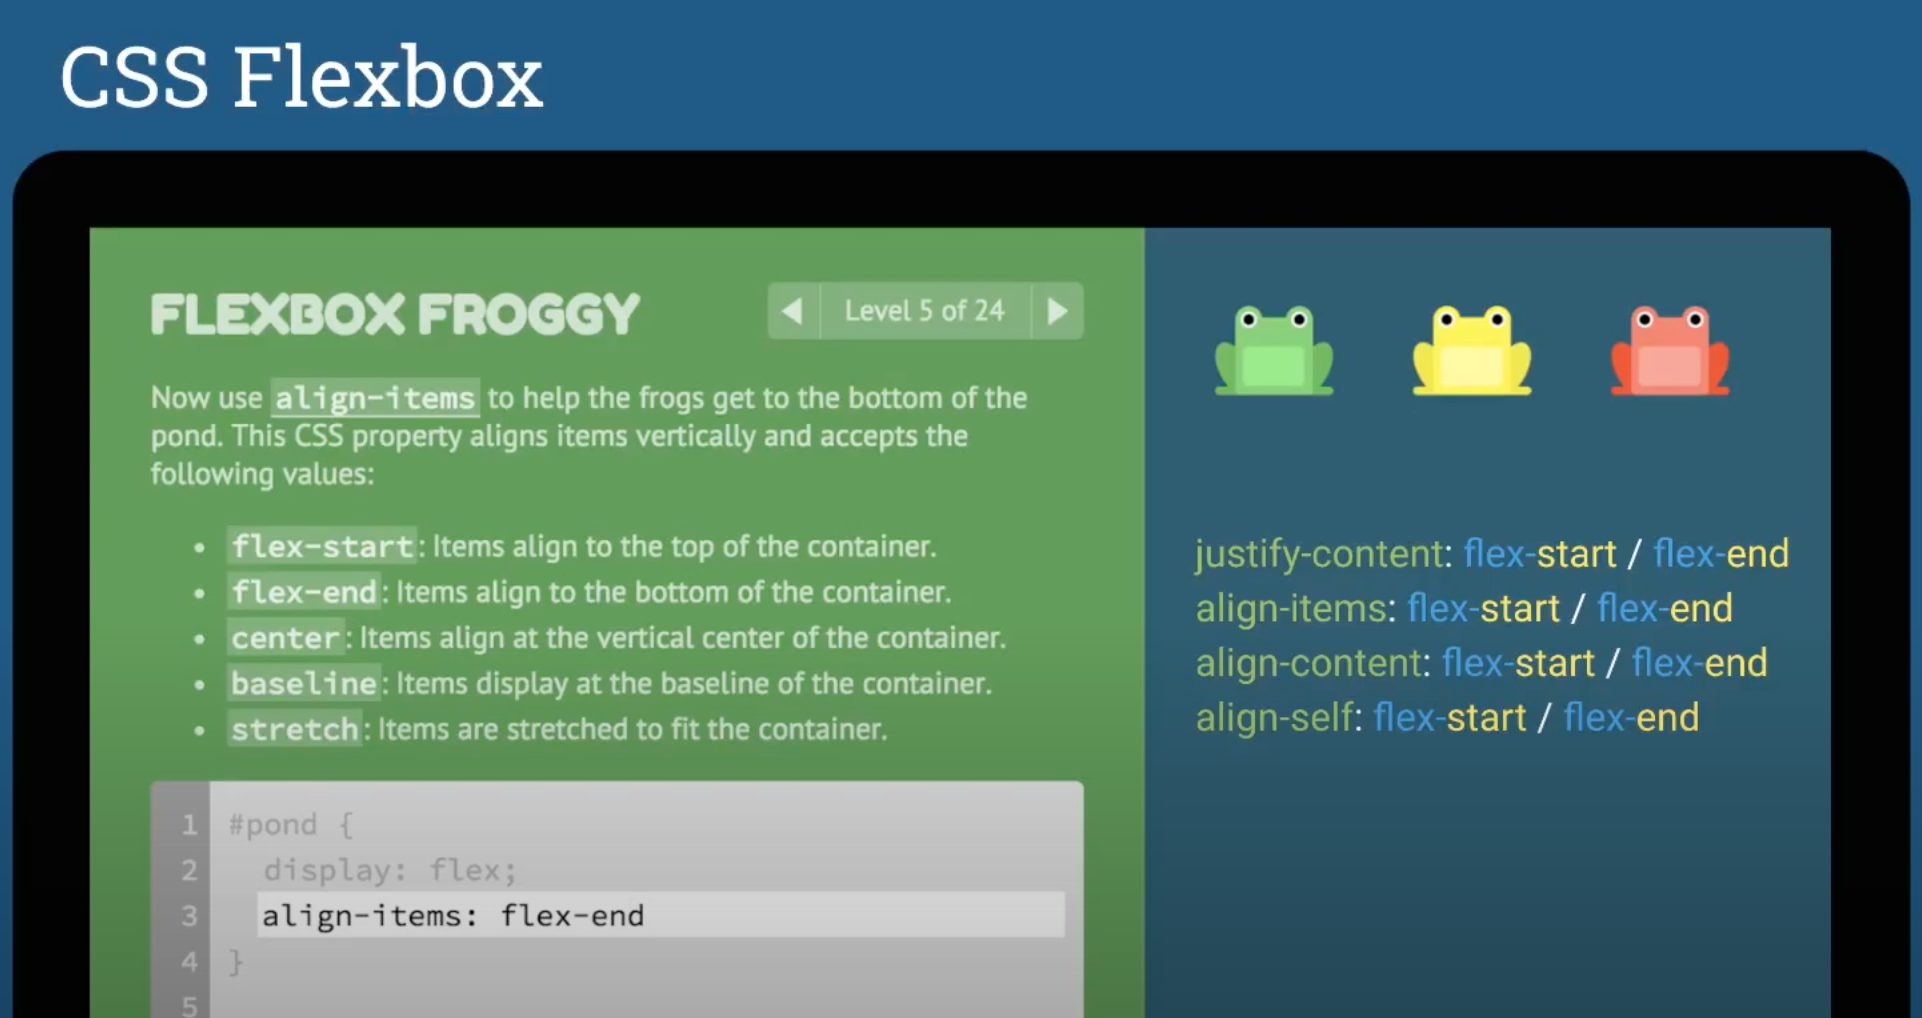 CSS Flexbox
FLEXBOX FROGGY
Level 5 of 24
Now use align-items to help the frogs get to the bottom of the
pond. This CSS property aligns items vertically and accepts the
following values:
• flex-start: Items align to the top of the container.
• flex-end: Items align to the bottom of the container.
• center: Items align at the vertical center of the container.
• baseline: Items display at the baseline of the container.
• stretch: Items are stretched to fit the container.
1 #pond {
2 display: flex;
3 align-items: flex-end
4 }
5
justify-content: flex-start / flex-end
align-items: flex-start / flex-end
align-content: flex-start / flex-end
align-self: flex-start / flex-end